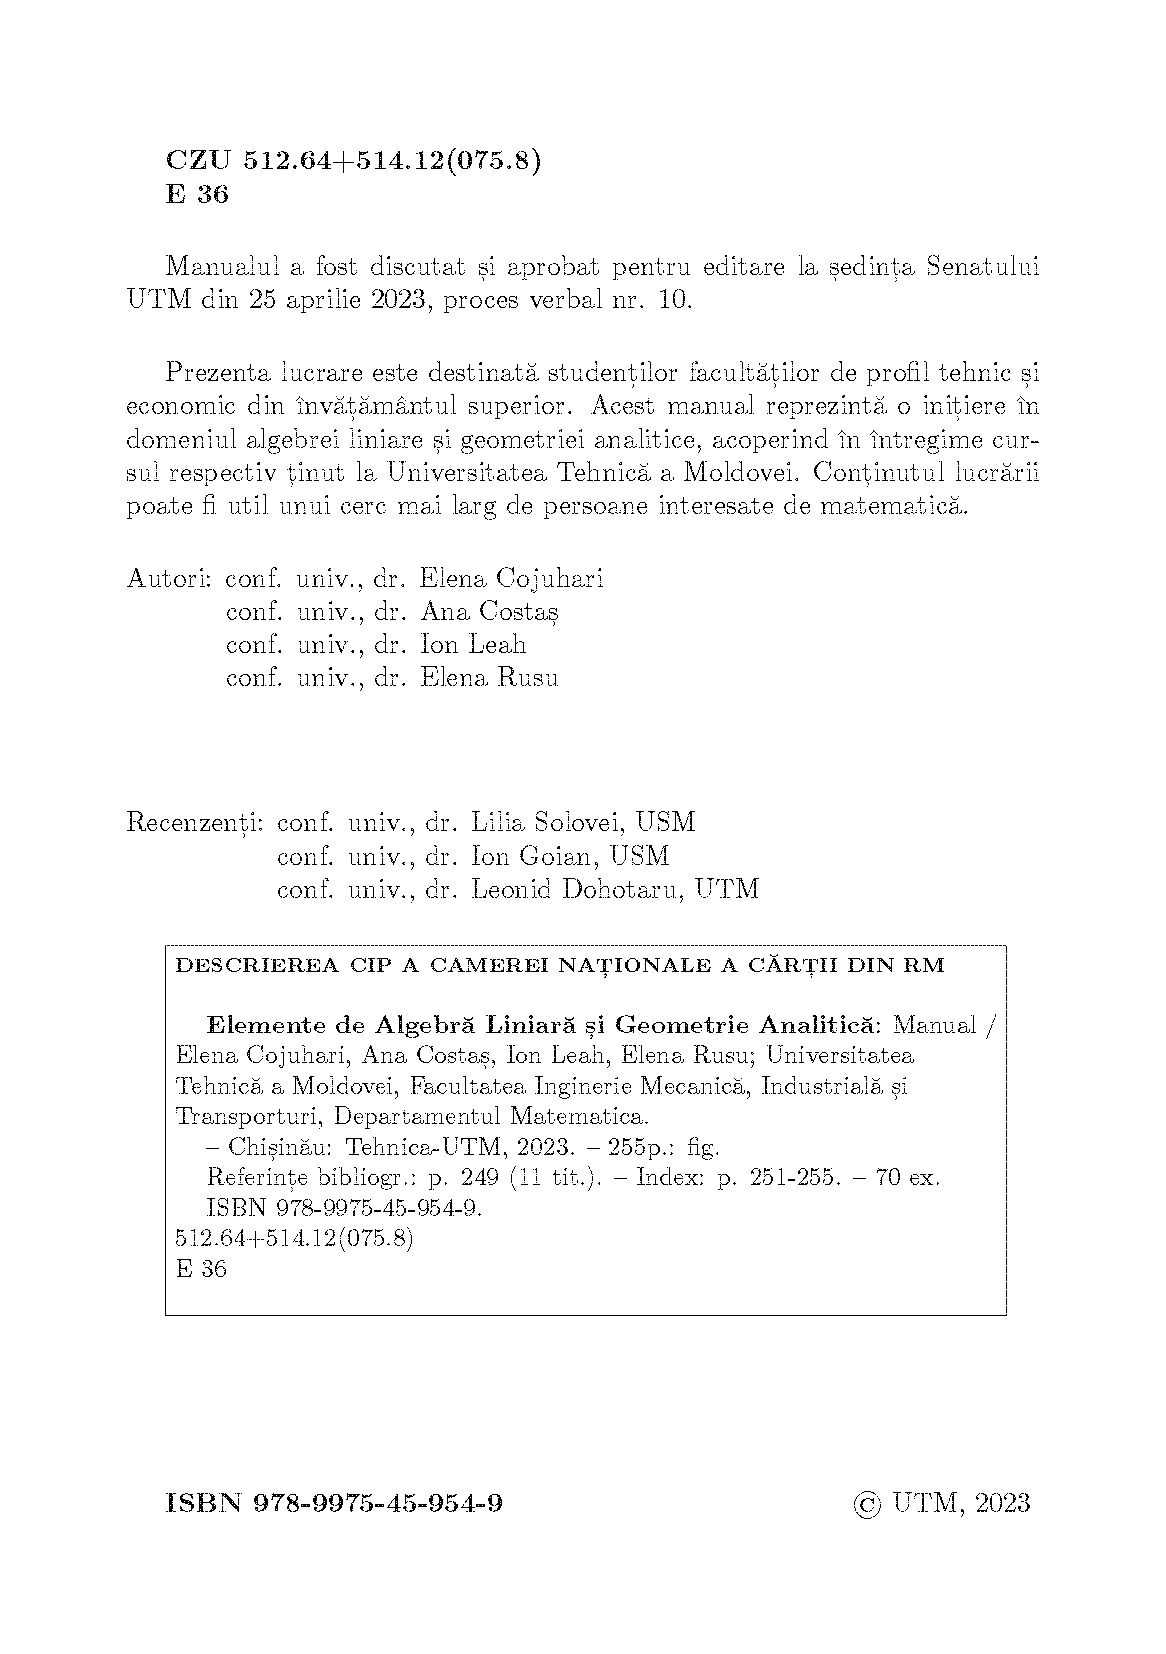 CZU 512.64+514.12(075.8)
E 36
Manualul a fost discutat și aprobat pentru editare la ședința Senatului
UTM din 25 aprilie 2023, proces verbal nr. 10.
Prezenta lucrare este destinată studenților facultăților de profil tehnic și
economic din învățământul superior. Acest manual reprezintă o inițiere în
domeniul algebrei liniare și geometriei analitice, acoperind în întregime cur-
sul respectiv ținut la Universitatea Tehnică a Moldovei. Conținutul lucrării
poate fi util unui cerc mai larg de persoane interesate de matematică.
Autori: conf. univ., dr. Elena Cojuhari
conf. univ., dr. Ana Costaș
conf. univ., dr. Ion Leah
conf. univ., dr. Elena Rusu
Recenzenți: conf. univ., dr. Lilia Solovei, USM
conf. univ., dr. Ion Goian, USM
conf. univ., dr. Leonid Dohotaru, UTM
DESCRIEREA CIP A CAMEREI NAȚIONALE A CĂRȚII DIN RM
Elemente de Algebră Liniară și Geometrie Analitică: Manual /
Elena Cojuhari, Ana Costaș, Ion Leah, Elena Rusu; Universitatea
Tehnică a Moldovei, Facultatea Inginerie Mecanică, Industrială și
Transporturi, Departamentul Matematica.
– Chișinău: Tehnica-UTM, 2023. – 255p.: fig.
Referințe bibliogr.: p. 249 (11 tit.). – Index: p. 251-255. – 70 ex.
ISBN 978-9975-45-954-9.
512.64+514.12(075.8)
E 36
ISBN 978-9975-45-954-9 © UTM, 2023